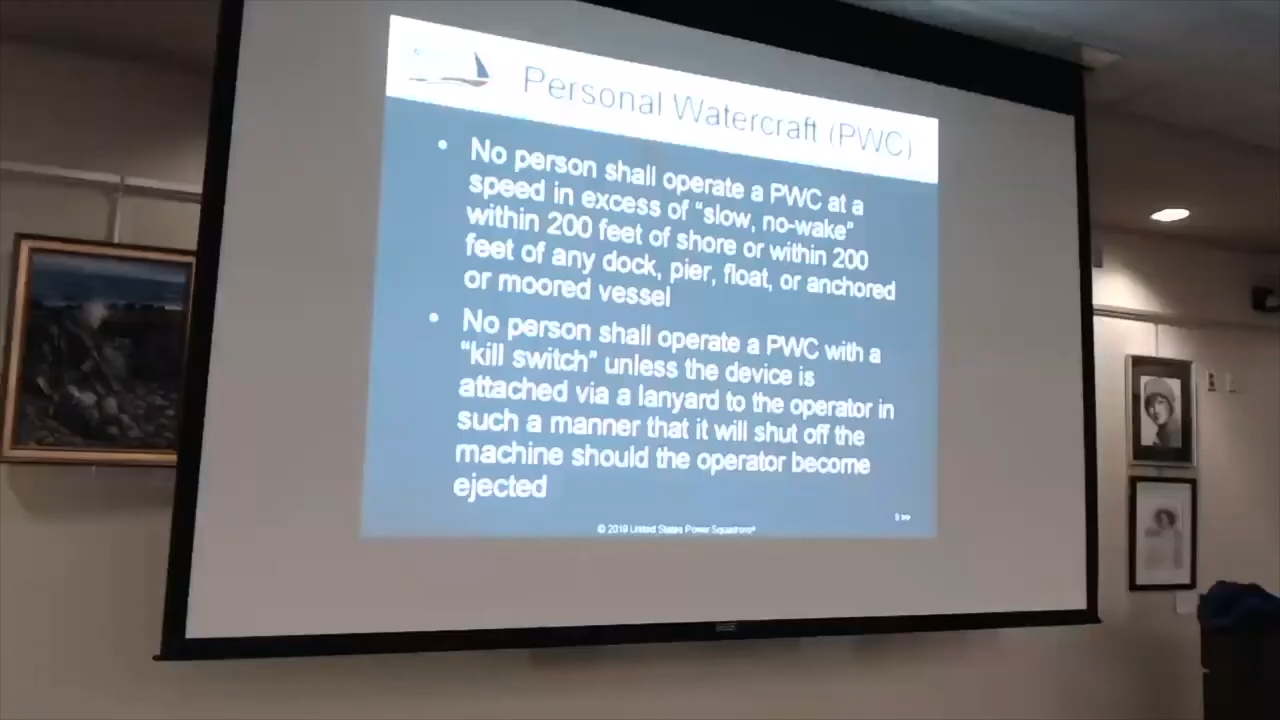 Personal Watercraft (PWC)
• No person shall operate a PWC at a
speed in excess of “slow, no-wake”
within 200 feet of shore or within 200
feet of any dock, pier, float, or anchored
or moored vessel
• No person shall operate a PWC with a
“kill switch” unless the device is
attached via a lanyard to the operator in
such a manner that it will shut off the
machine should the operator become
ejected
© 2019 United States Power Squadrons®